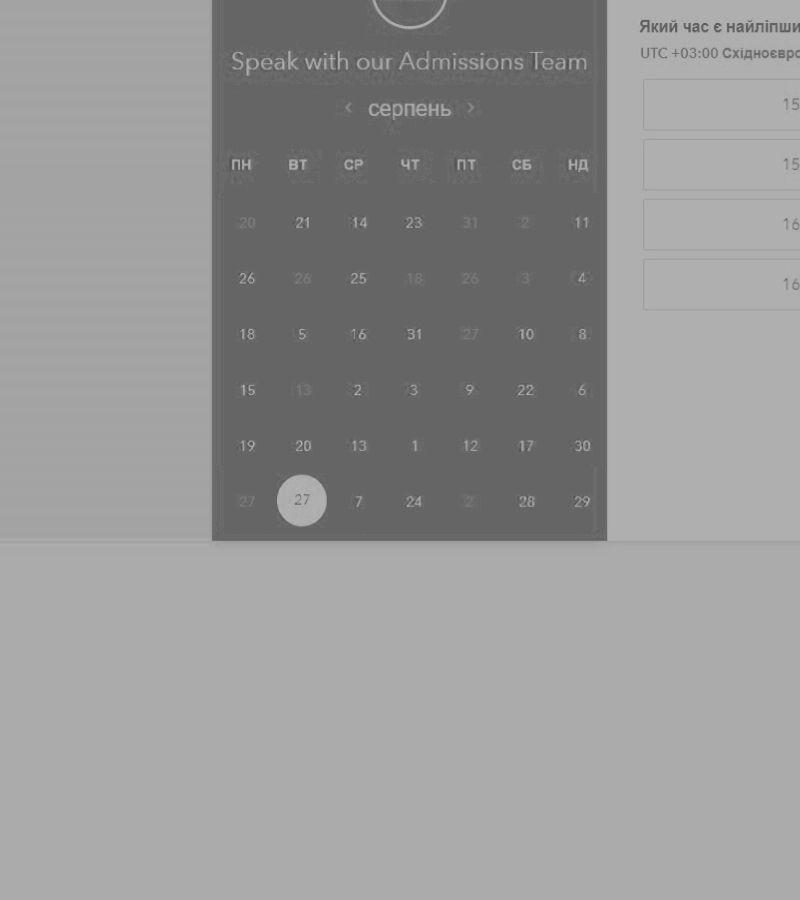 Speak with our Admissions Team
‹ серпень ›
ПН ВТ СР ЧТ ПТ СБ НД
20 21 14 23 31 2 11
26 26 25 18 26 3 4
18 5 16 31 27 10 8
15 13 2 3 9 22 6
19 20 13 1 12 17 30
27 27 7 24 2 28 29
Який час є
UTC +03:00
15
15
16
16